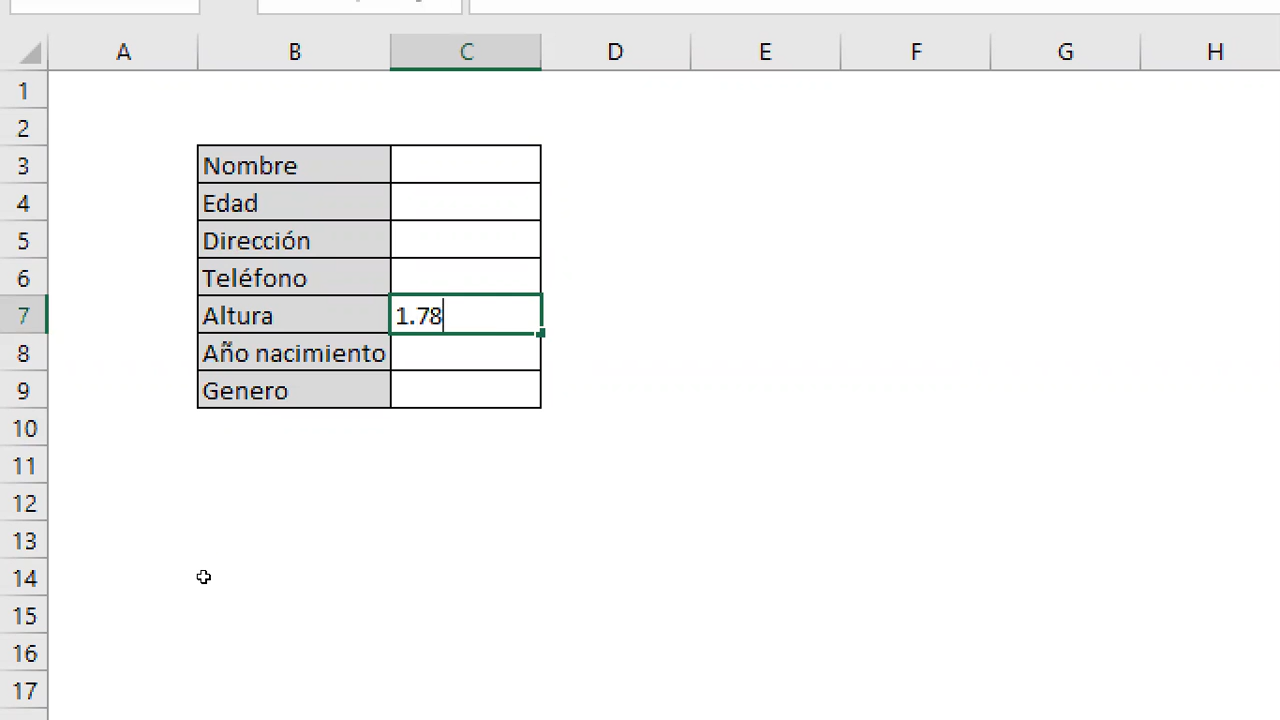 A B C D E F G H
1
2
3 Nombre
4 Edad
5 Dirección
6 Teléfono
7 Altura 1.78
8 Año nacimiento
9 Genero
10
11
12
13
14
15
16
17